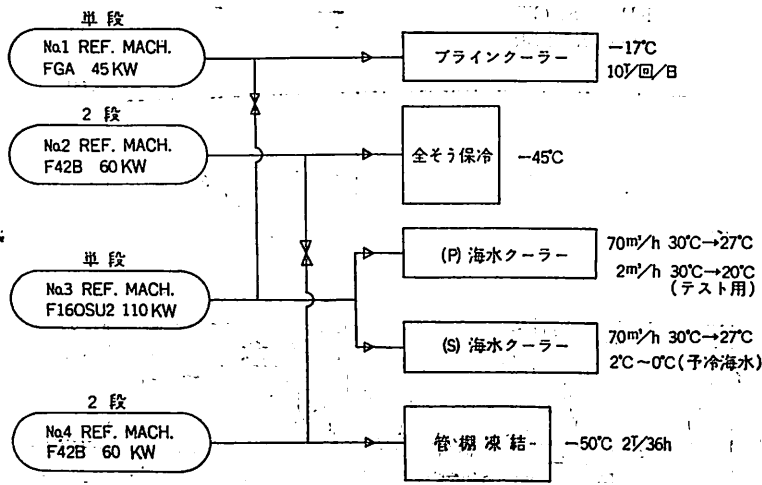 単段
No.1 REF. MACH.
FGA 45KW
ブラインクーラー
-17℃
10T/回/日
2段
No.2 REF. MACH.
F42B 60KW
全そう保冷
-45℃
単段
No.3 REF. MACH.
F160SU2 110KW
(P) 海水クーラー
70m³/h 30℃→27℃
2m³/h 30℃→20℃
(テスト用)
(S) 海水クーラー
70m³/h 30℃→27℃
2℃~0℃(予冷海水)
2段
No.4 REF. MACH.
F42B 60 KW
管棚凍結
-50℃ 2T/36h